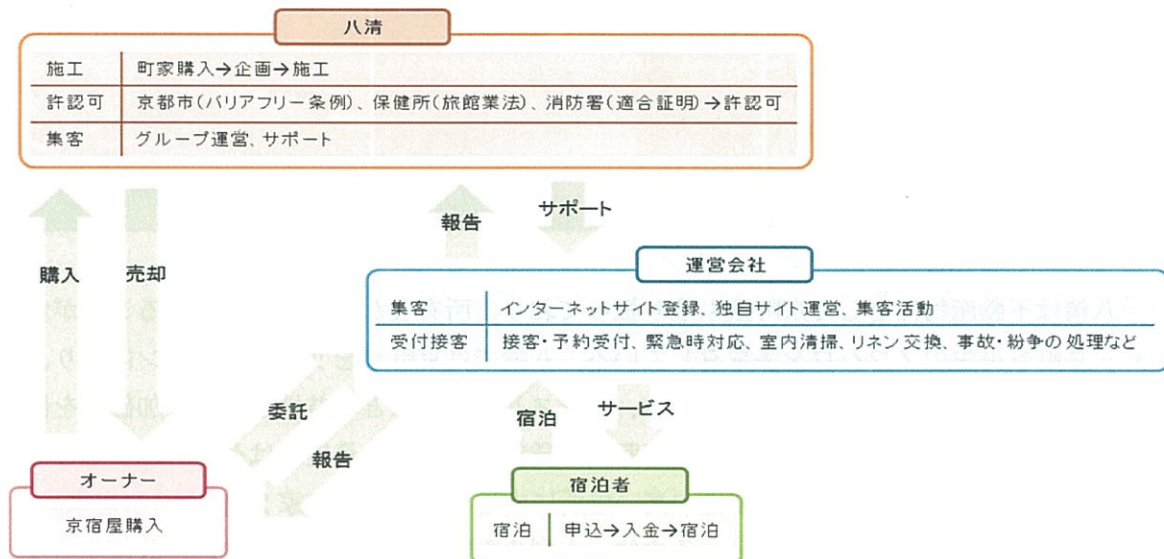 八清
施工 町家購入→企画→施工
許認可 京都市(バリアフリー条例)、保健所(旅館業法)、消防署(適合証明)→許認可
集客 グループ運営、サポート
報告 サポート
購入 売却
運営会社
集客 インターネットサイト登録、独自サイト運営、集客活動
受付接客 接客・予約受付、緊急時対応、室内清掃、リネン交換、事故・紛争の処理など
委託 報告
宿泊 サービス
オーナー
京宿屋購入
宿泊者
宿泊 申込→入金→宿泊